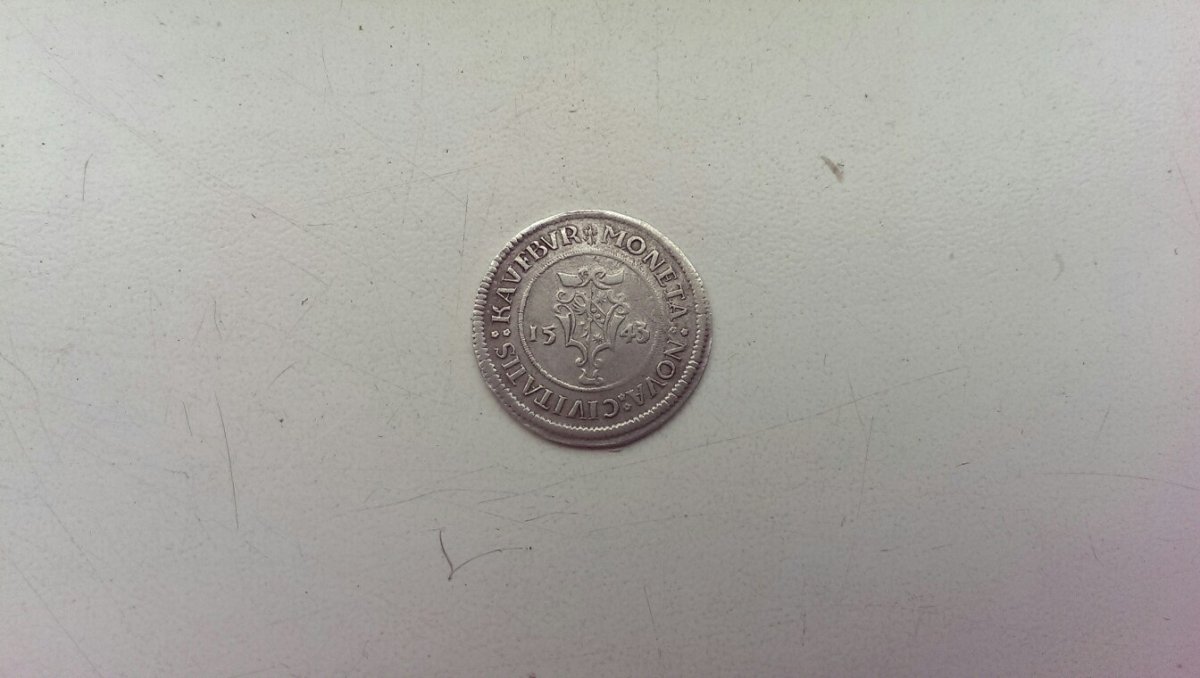 MONETA NOVA CIVITATIS KAVFBVR
15 43